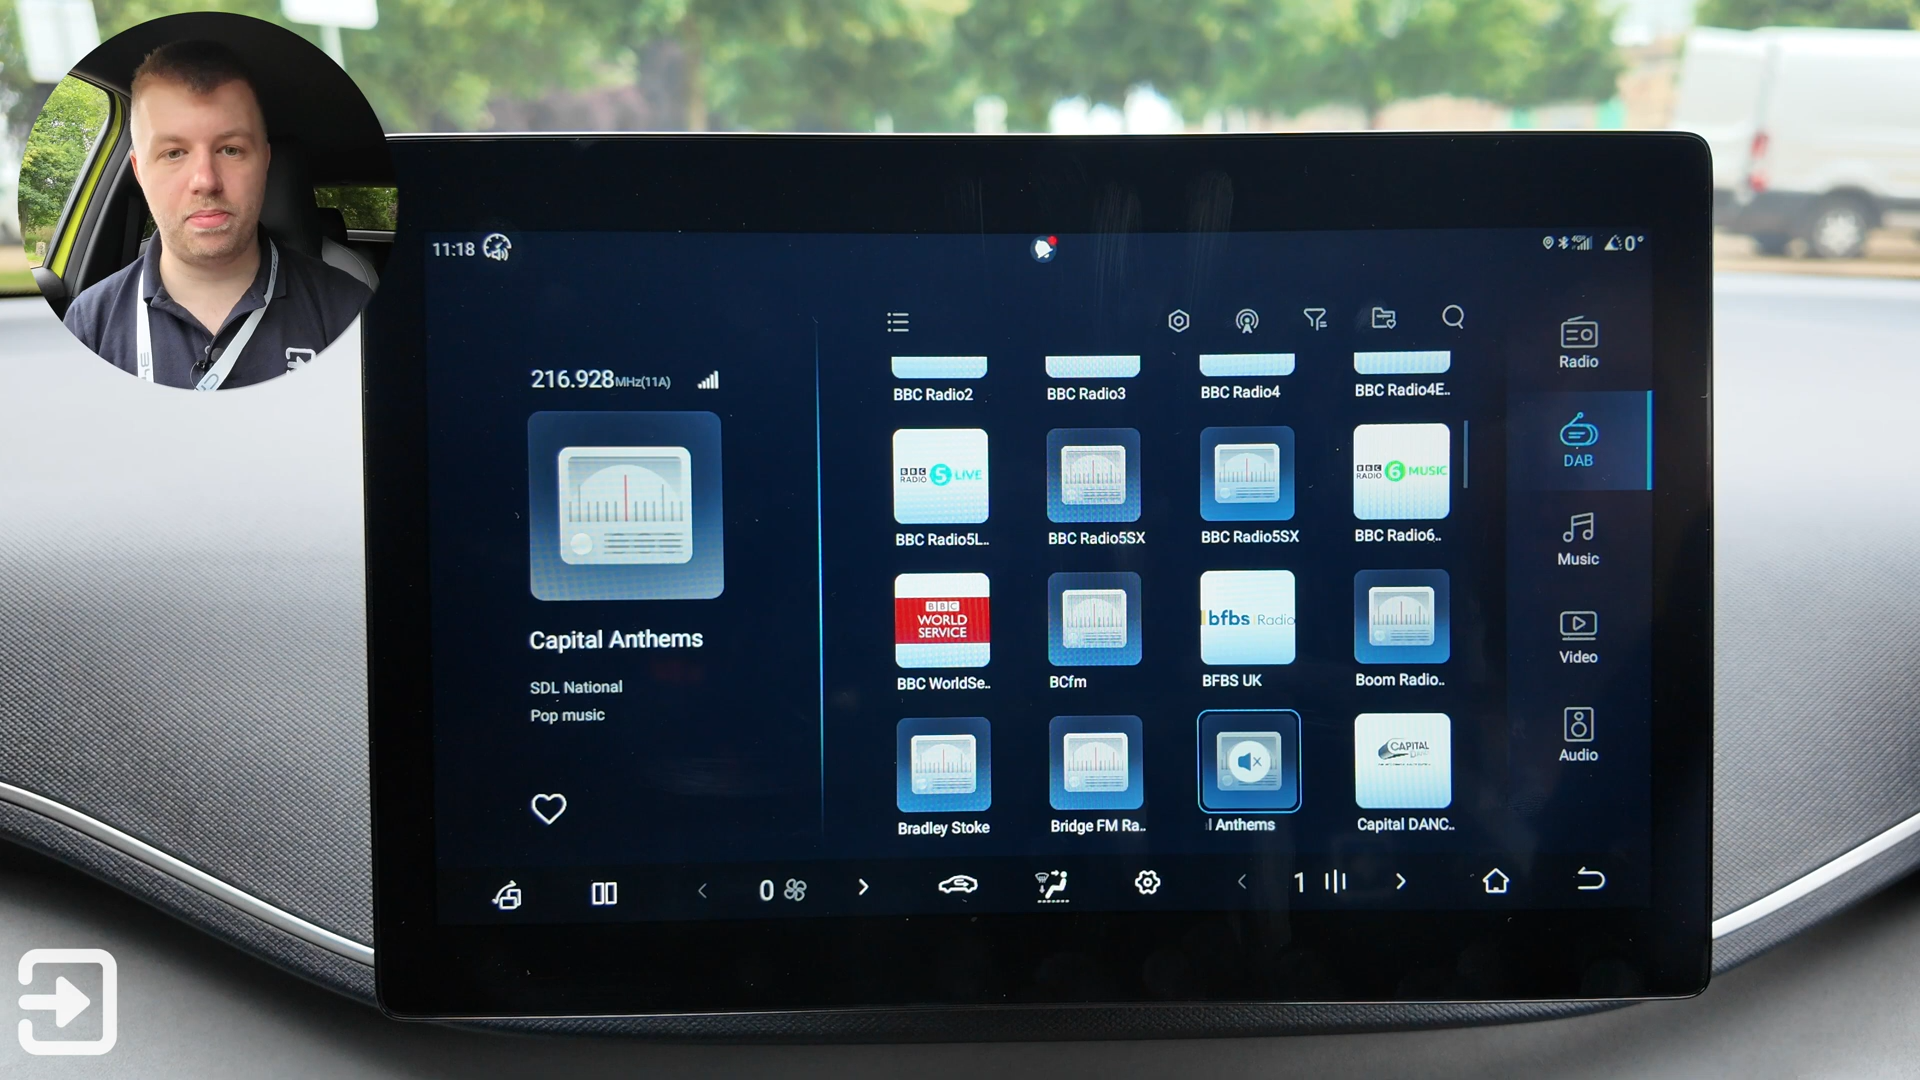 11:18
0°
216.928MHz(11A)
Capital Anthems
SDL National
Pop music
BBC Radio2
BBC Radio3
BBC Radio4
BBC Radio4E..
BBC RADIO 5 LIVE
BBC RADIO 6 MUSIC
BBC Radio5L..
BBC Radio5SX
BBC Radio5SX
BBC Radio6..
BBC
WORLD
SERVICE
bfbs Radio
BBC WorldSe..
BCfm
BFBS UK
Boom Radio..
CAPITAL
Bradley Stoke
Bridge FM Ra..
l Anthems
Capital DANC..
Radio
DAB
Music
Video
Audio
0
1